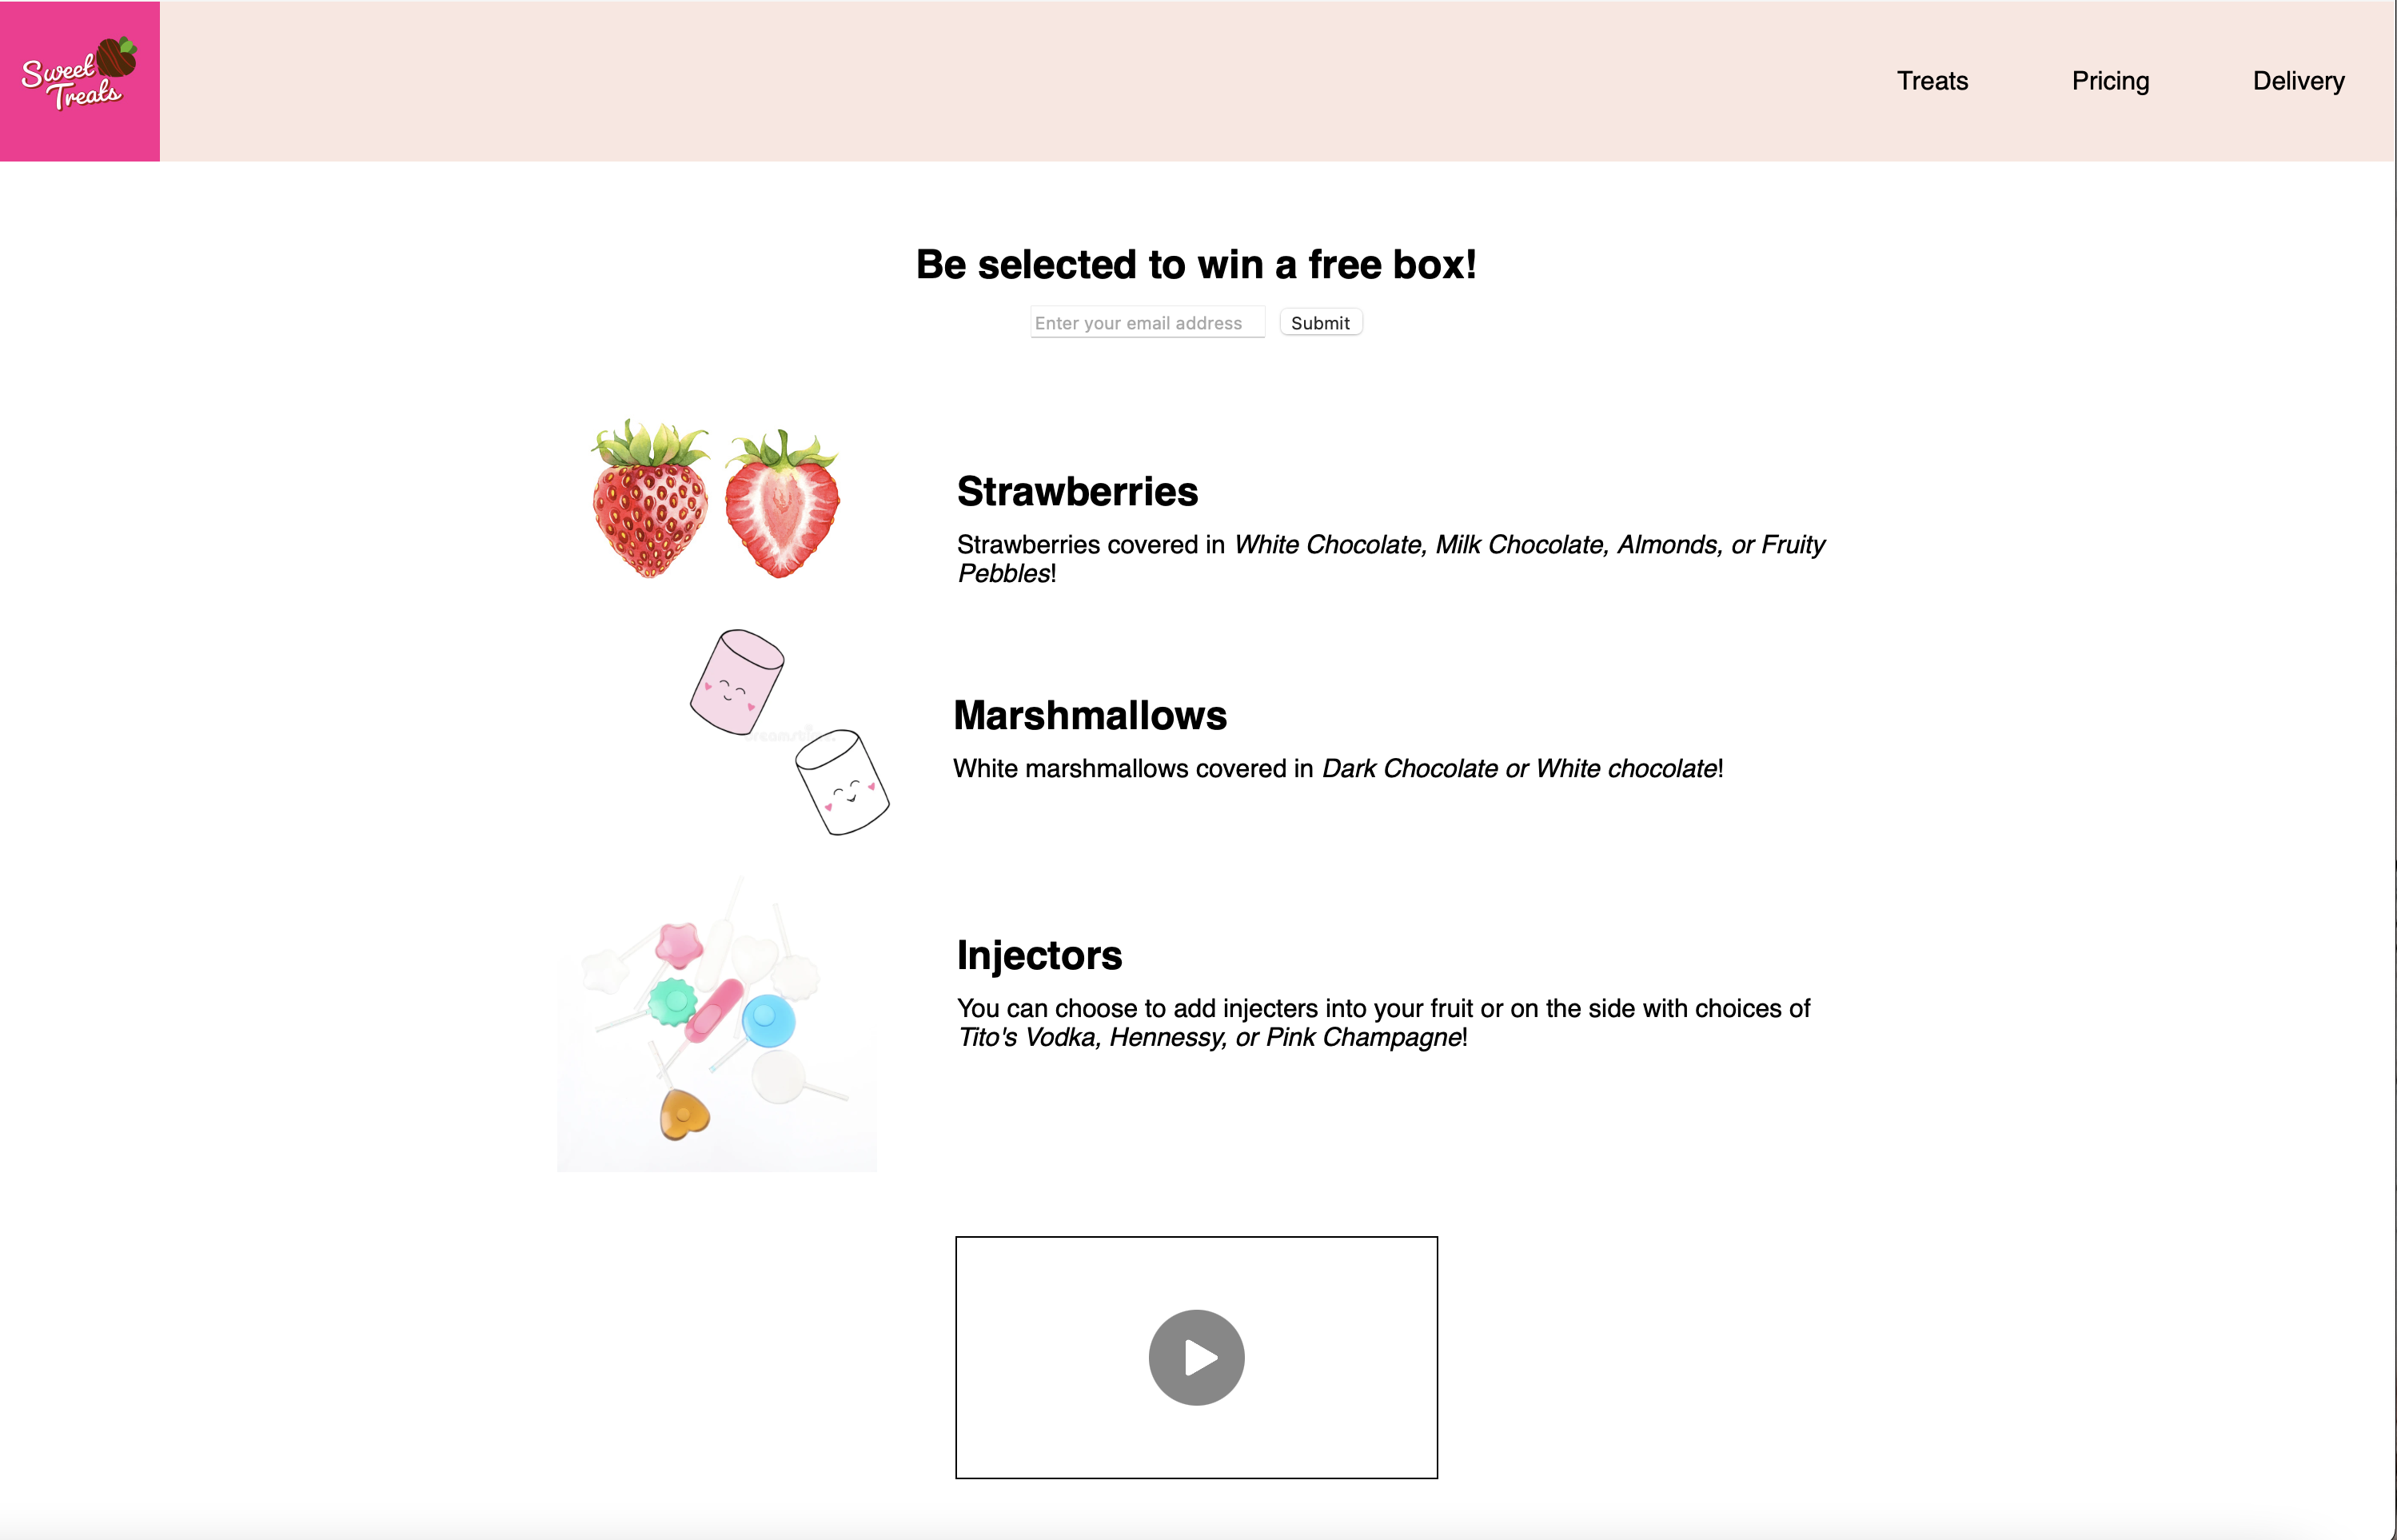 Sweet
Treats
Treats
Pricing
Delivery
Be selected to win a free box!
Enter your email address
Submit
Strawberries
Strawberries covered in White Chocolate, Milk Chocolate, Almonds, or Fruity
Pebbles!
Marshmallows
White marshmallows covered in Dark Chocolate or White chocolate!
Injectors
You can choose to add injecters into your fruit or on the side with choices of
Tito's Vodka, Hennessy, or Pink Champagne!